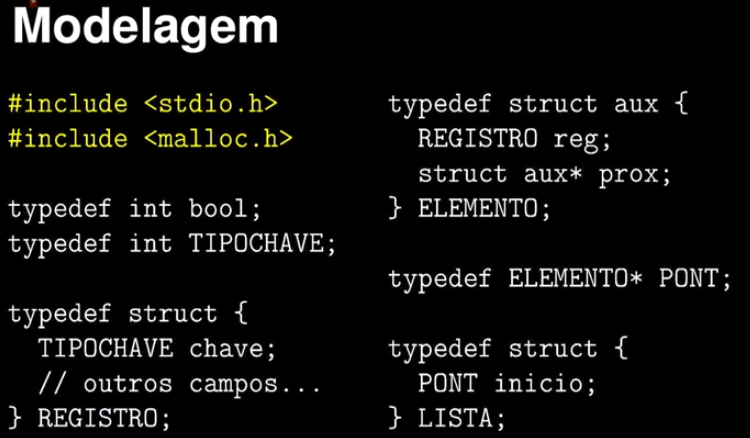 Modelagem
#include <stdio.h>
#include <malloc.h>
typedef int bool;
typedef int TIPOCHAVE;
typedef struct {
TIPOCHAVE chave;
// outros campos...
} REGISTRO;
typedef struct aux {
REGISTRO reg;
struct aux* prox;
} ELEMENTO;
typedef ELEMENTO* PONT;
typedef struct {
PONT inicio;
} LISTA;